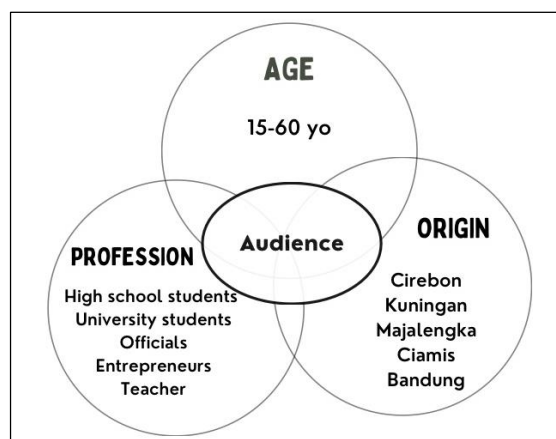 AGE
15-60 yo
Audience
PROFESSION
High school students
University students
Officials
Entrepreneurs
Teacher
ORIGIN
Cirebon
Kuningan
Majalengka
Ciamis
Bandung